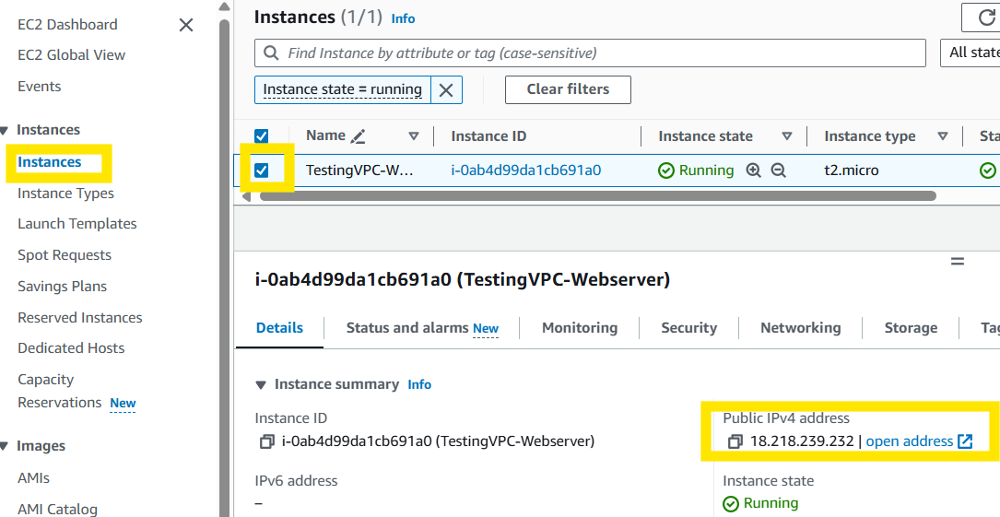 EC2 Dashboard
EC2 Global View
Events
Instances
Instances
Instance Types
Launch Templates
Spot Requests
Savings Plans
Reserved Instances
Dedicated Hosts
Capacity
Reservations New
Images
AMIs
AMI Catalog
Instances (1/1) Info
Find Instance by attribute or tag (case-sensitive)
All state
Instance state = running
Clear filters
Name Instance ID Instance state Instance type Sta
TestingVPC-W... i-0ab4d99da1cb691a0 Running t2.micro
i-0ab4d99da1cb691a0 (TestingVPC-Webserver)
Details Status and alarms New Monitoring Security Networking Storage Tag
Instance summary Info
Instance ID
i-0ab4d99da1cb691a0 (TestingVPC-Webserver)
IPv6 address
–
Public IPv4 address
18.218.239.232 | open address
Instance state
Running